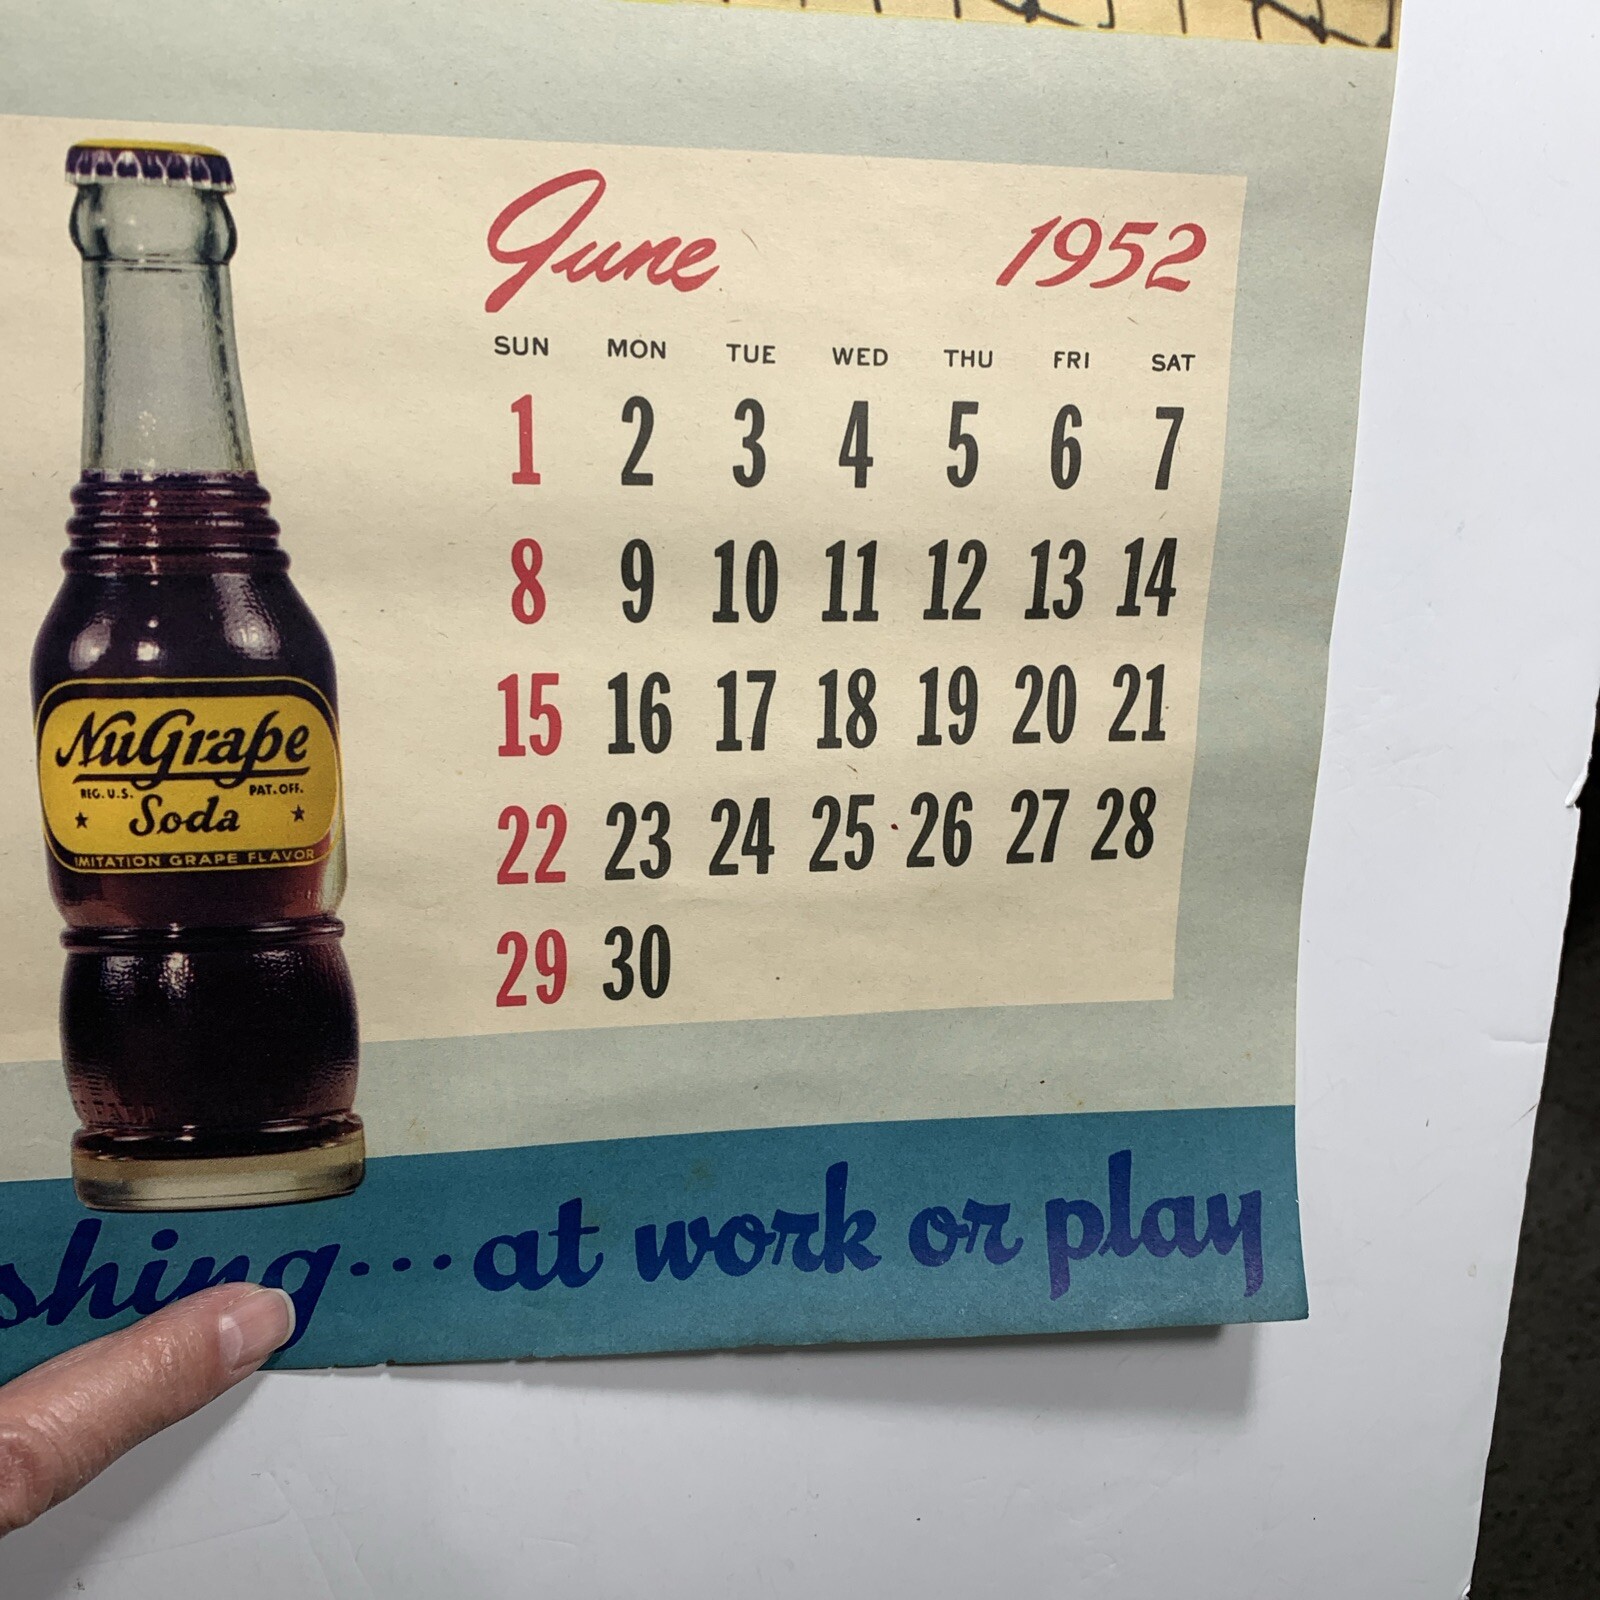 June 1952
SUN MON TUE WED THU FRI SAT
1 2 3 4 5 6 7
8 9 10 11 12 13 14
15 16 17 18 19 20 21
22 23 24 25 26 27 28
29 30
NuGrape
REG. U.S. PAT. OFF.
Soda
IMITATION GRAPE FLAVOR
shing... at work or play